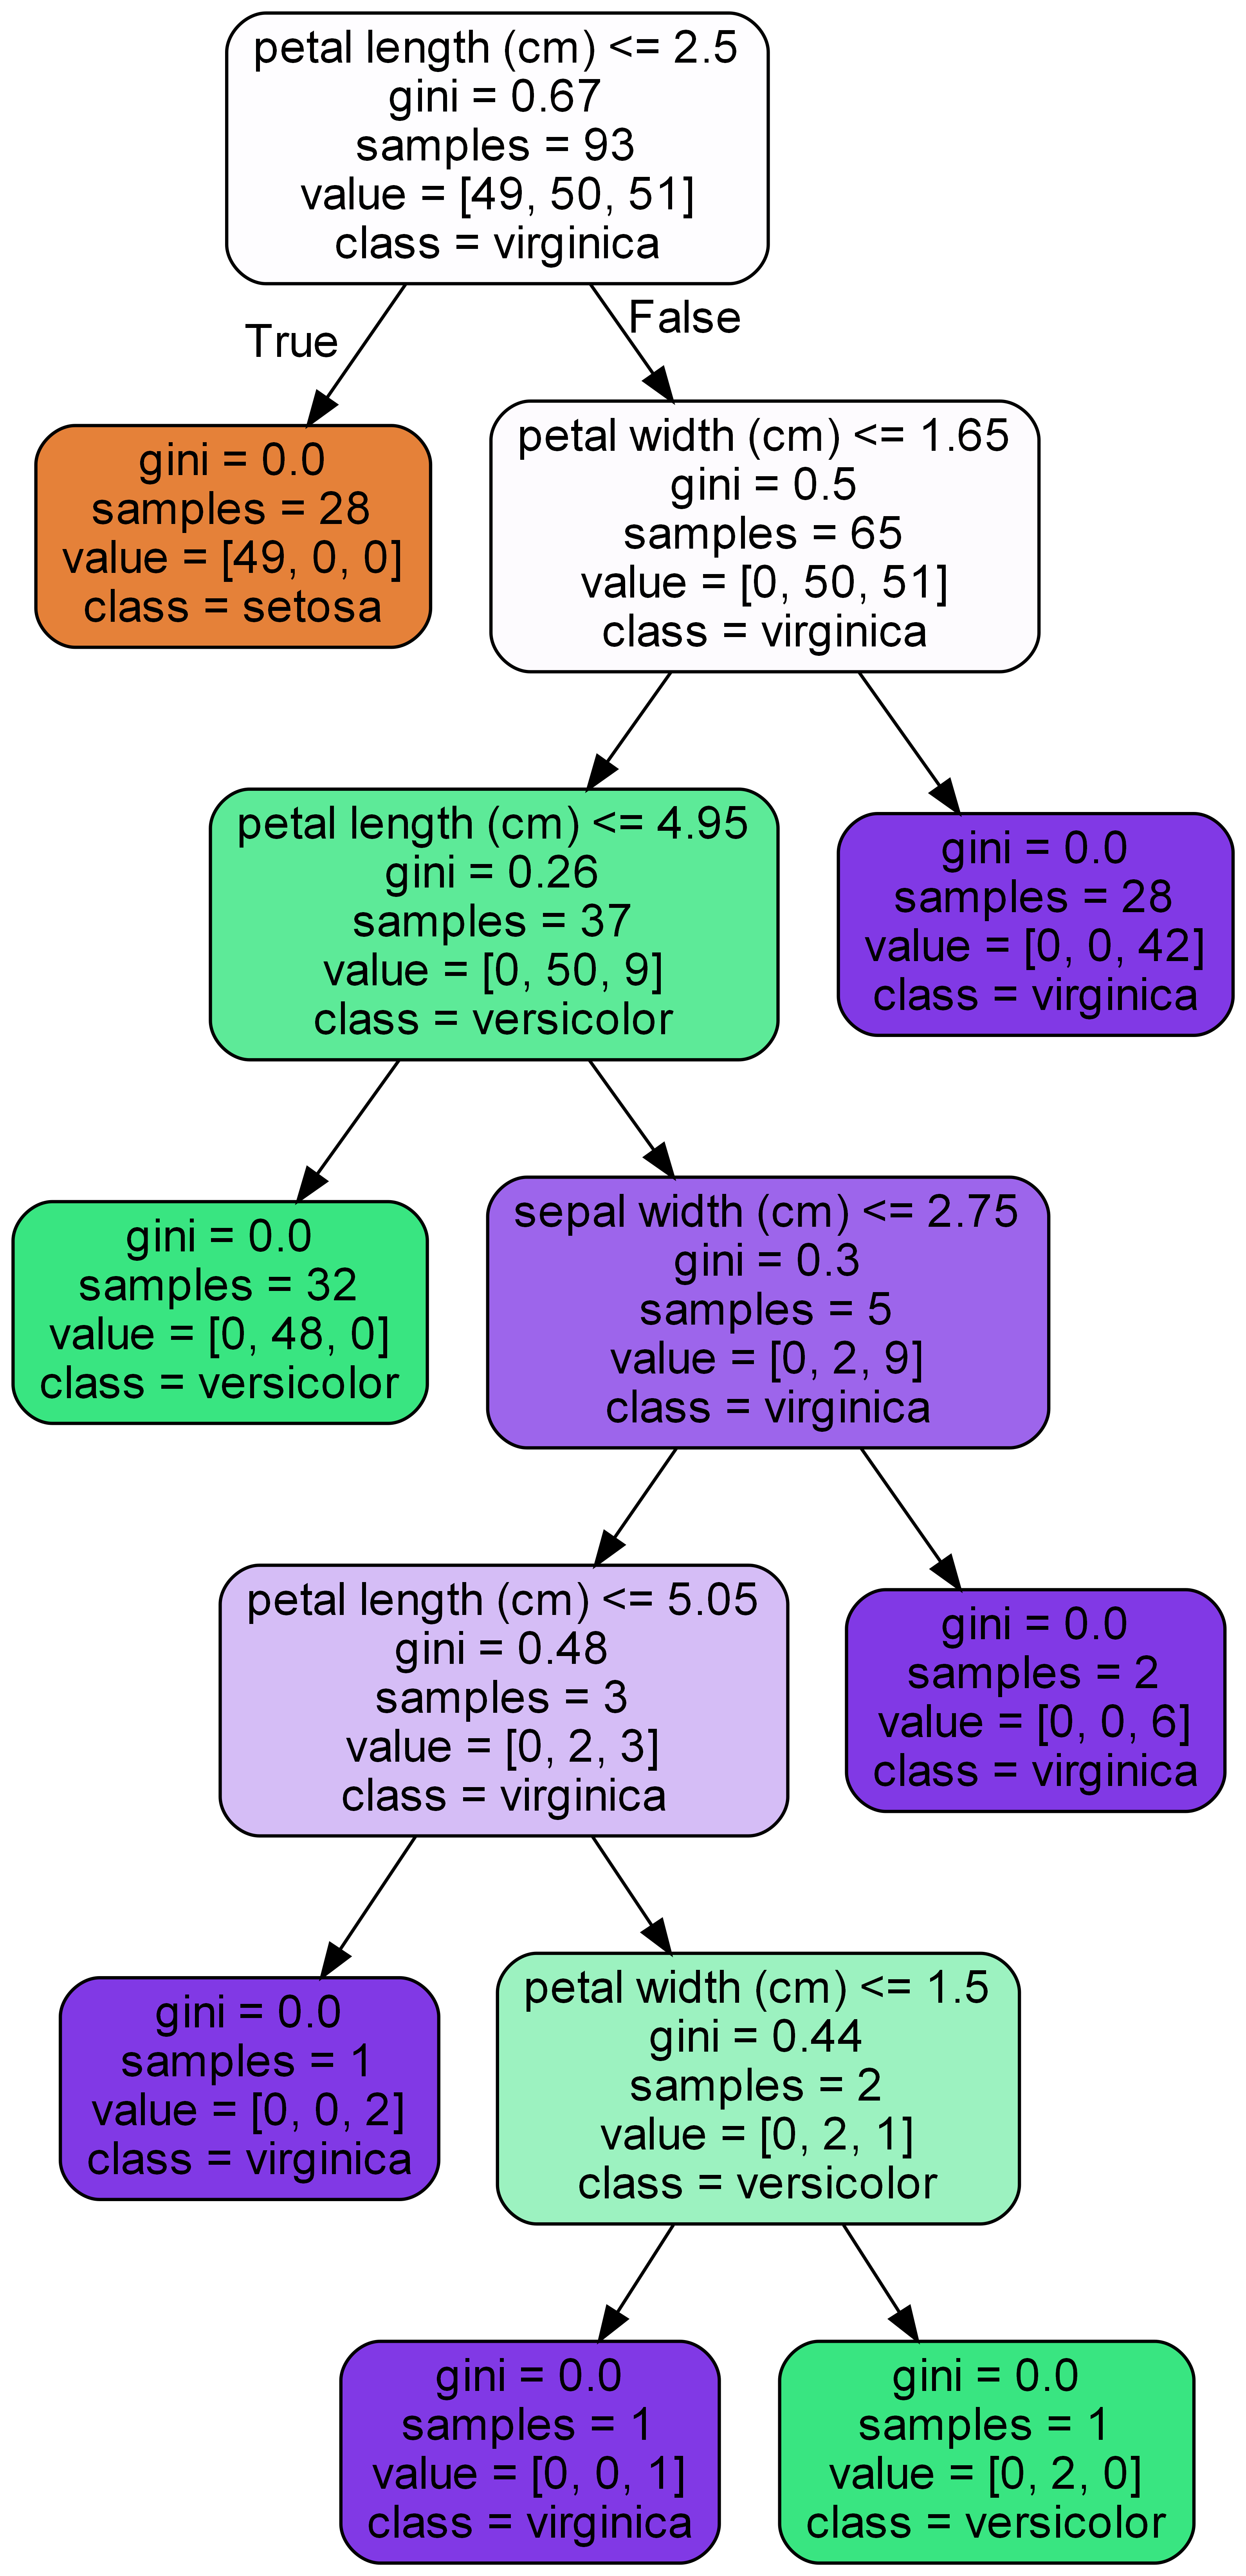 petal length (cm) <= 2.5
gini = 0.67
samples = 93
value = [49, 50, 51]
class = virginica
True
False
gini = 0.0
samples = 28
value = [49, 0, 0]
class = setosa
petal width (cm) <= 1.65
gini = 0.5
samples = 65
value = [0, 50, 51]
class = virginica
petal length (cm) <= 4.95
gini = 0.26
samples = 37
value = [0, 50, 9]
class = versicolor
gini = 0.0
samples = 28
value = [0, 0, 42]
class = virginica
gini = 0.0
samples = 32
value = [0, 48, 0]
class = versicolor
sepal width (cm) <= 2.75
gini = 0.3
samples = 5
value = [0, 2, 9]
class = virginica
petal length (cm) <= 5.05
gini = 0.48
samples = 3
value = [0, 2, 3]
class = virginica
gini = 0.0
samples = 2
value = [0, 0, 6]
class = virginica
gini = 0.0
samples = 1
value = [0, 0, 2]
class = virginica
petal width (cm) <= 1.5
gini = 0.44
samples = 2
value = [0, 2, 1]
class = versicolor
gini = 0.0
samples = 1
value = [0, 0, 1]
class = virginica
gini = 0.0
samples = 1
value = [0, 2, 0]
class = versicolor